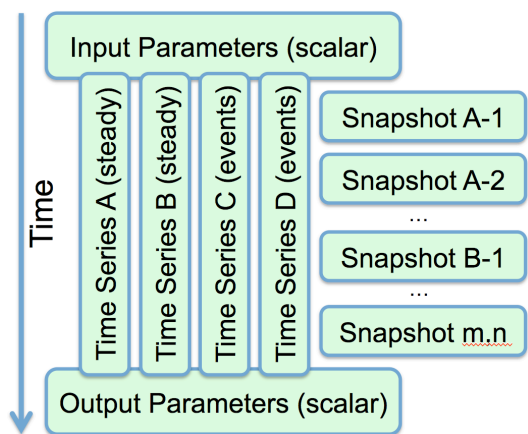 Time
Input Parameters (scalar)
Time Series A (steady)
Time Series B (steady)
Time Series C (events)
Time Series D (events)
Snapshot A-1
Snapshot A-2
...
Snapshot B-1
...
Snapshot m.n
Output Parameters (scalar)